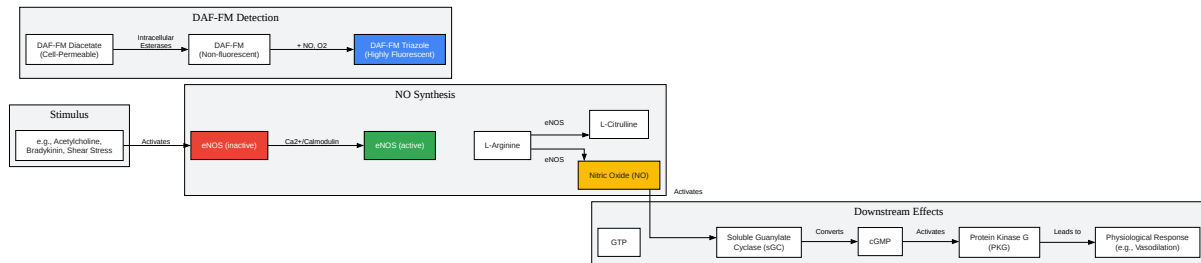 DAF-FM Detection
DAF-FM Diacetate
(Cell-Permeable)
Intracellular
Esterases
DAF-FM
(Non-fluorescent)
+ NO, O2
DAF-FM Triazole
(Highly Fluorescent)
NO Synthesis
Stimulus
e.g., Acetylcholine,
Bradykinin, Shear Stress
Activates
eNOS (inactive)
Ca2+/Calmodulin
eNOS (active)
L-Arginine
eNOS
L-Citrulline
eNOS
Nitric Oxide (NO)
Activates
Downstream Effects
GTP
Soluble Guanylate
Cyclase (sGC)
Converts
cGMP
Activates
Protein Kinase G
(PKG)
Leads to
Physiological Response
(e.g., Vasodilation)